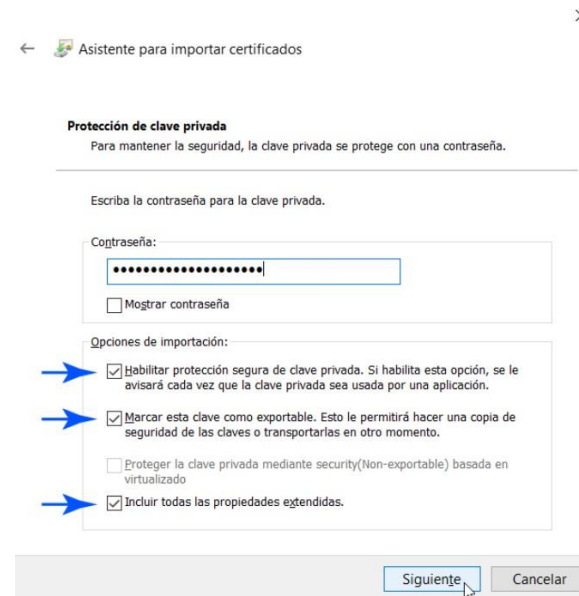 Asistente para importar certificados
Protección de clave privada
Para mantener la seguridad, la clave privada se protege con una contraseña.
Escriba la contraseña para la clave privada.
Contraseña:
Mostrar contraseña
Opciones de importación:
Habilitar protección segura de clave privada. Si habilita esta opción, se le
avisará cada vez que la clave privada sea usada por una aplicación.
Marcar esta clave como exportable. Esto le permitirá hacer una copia de
seguridad de las claves o transportarlas en otro momento.
Proteger la clave privada mediante security(Non-exportable) basada en
virtualizado
Incluir todas las propiedades extendidas.
Siguiente
Cancelar